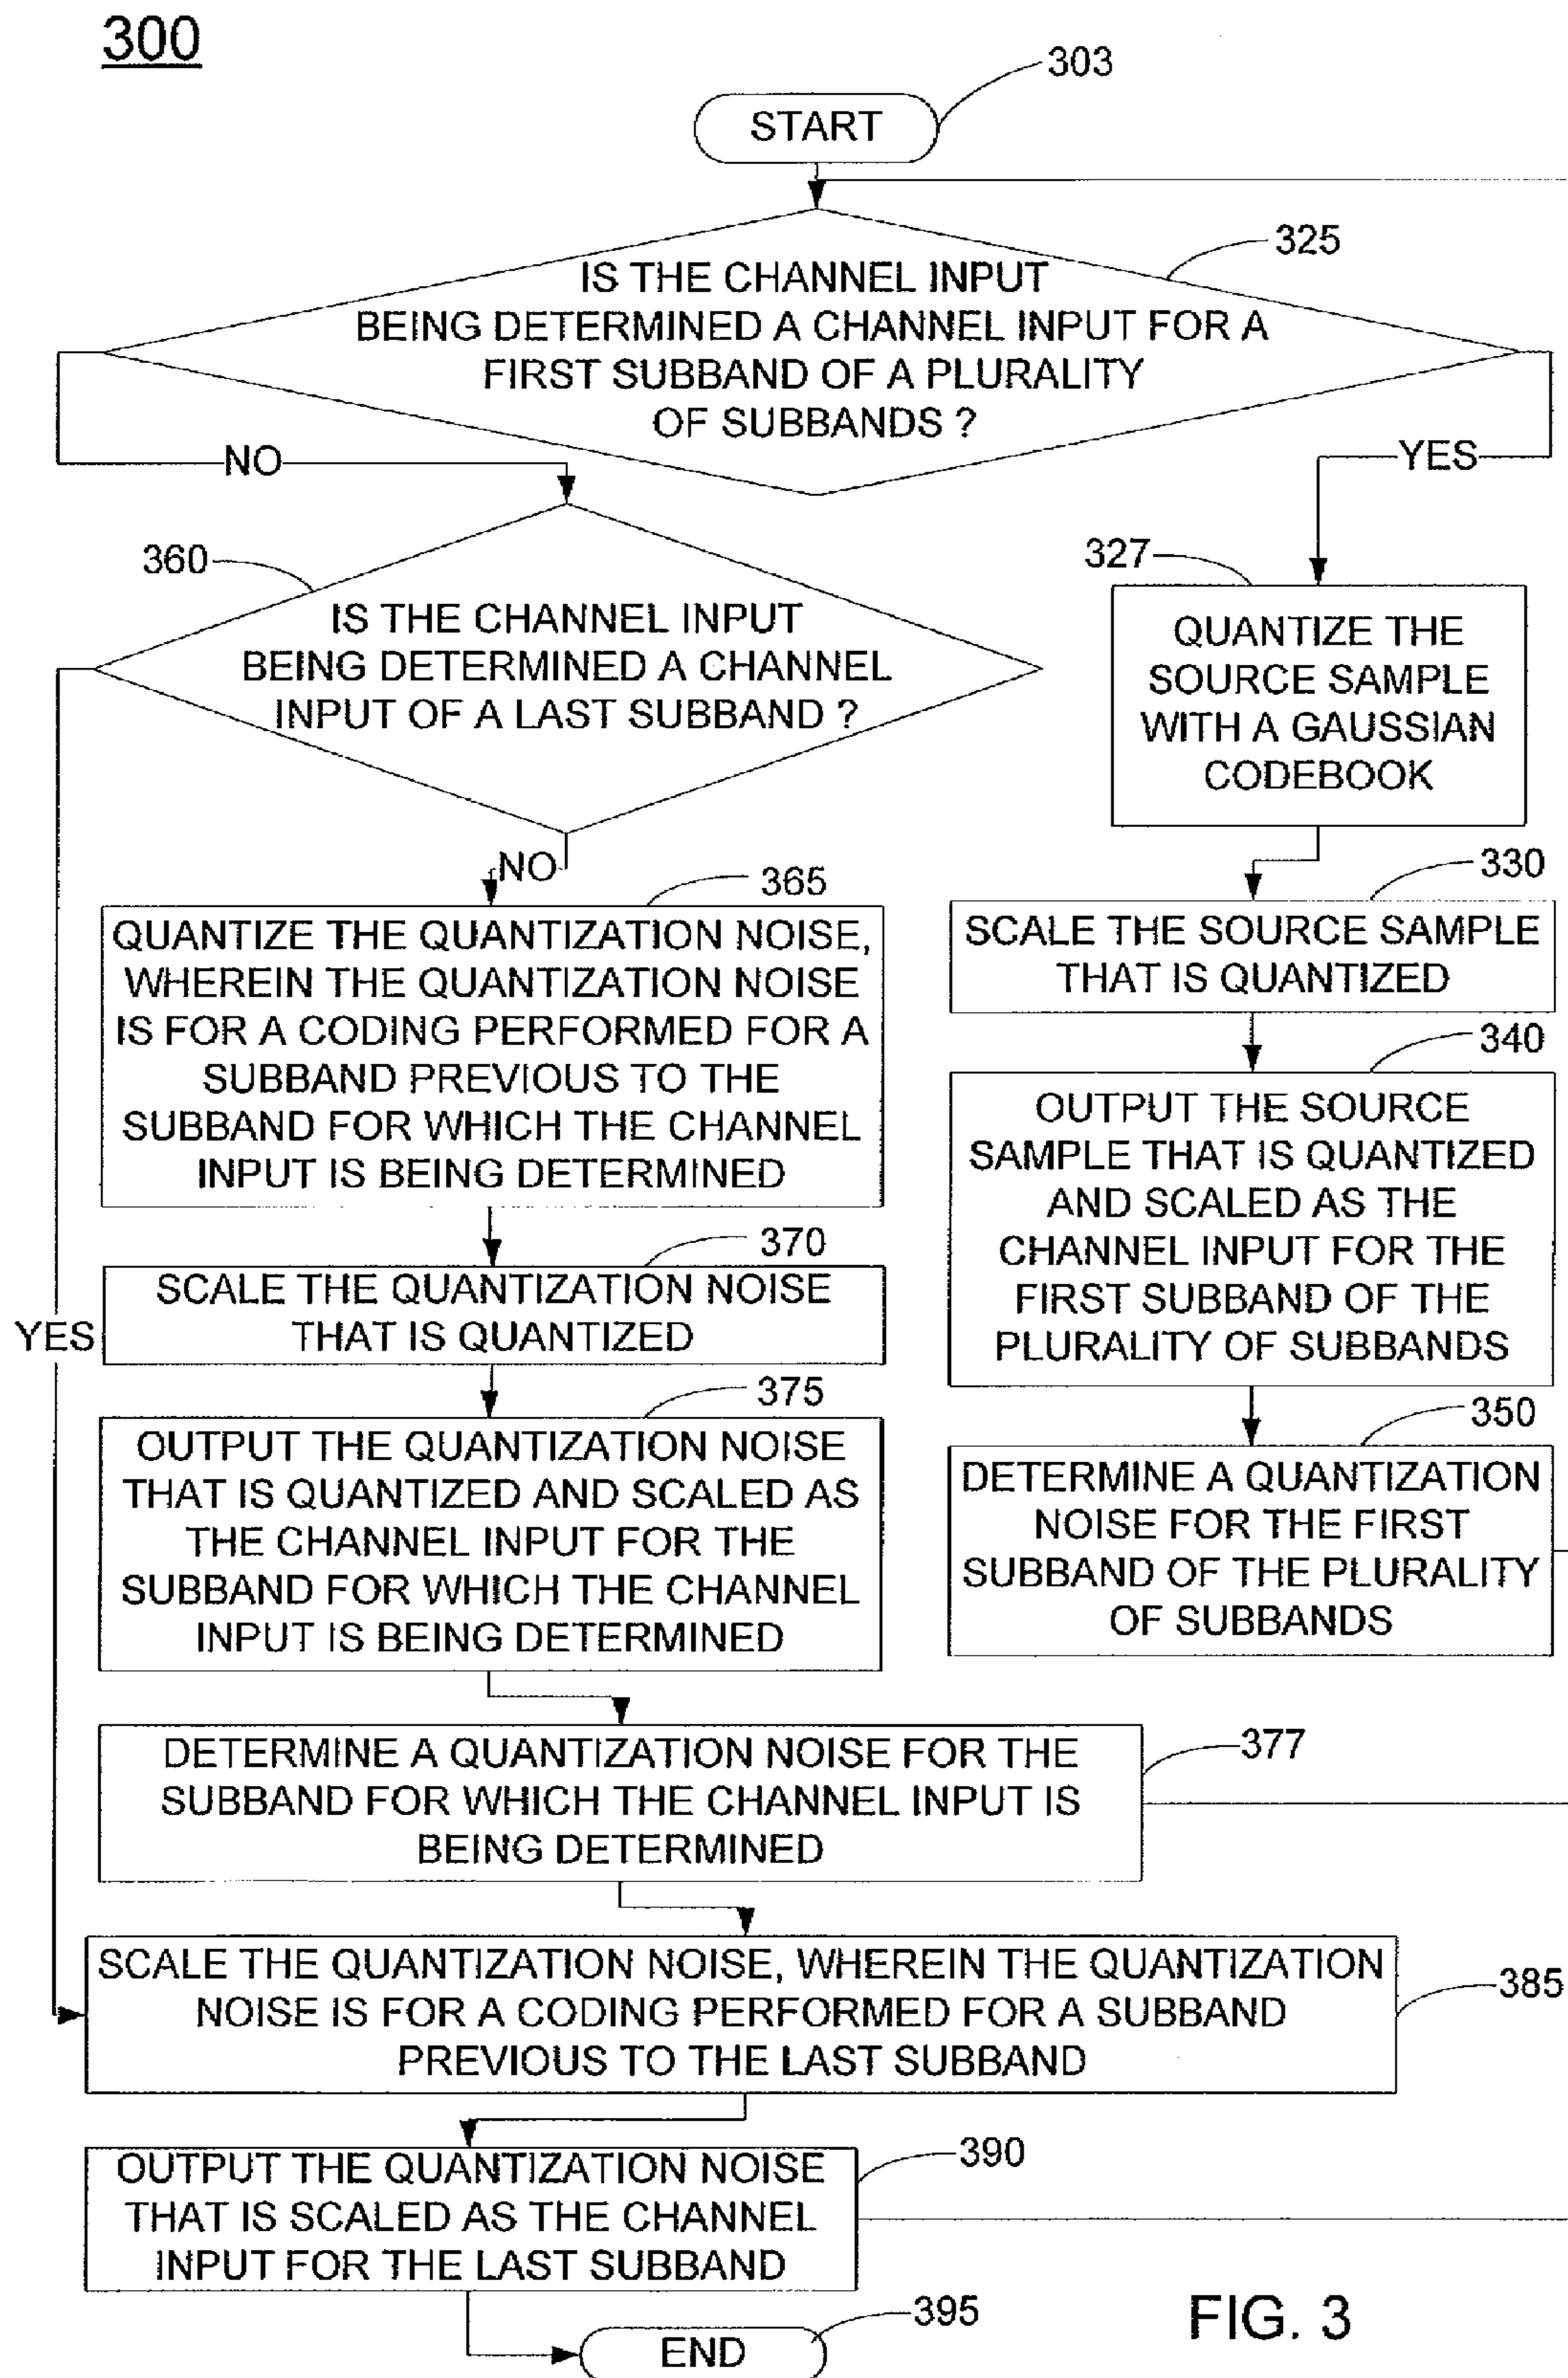 300
303
START
325
IS THE CHANNEL INPUT
BEING DETERMINED A CHANNEL INPUT FOR A
FIRST SUBBAND OF A PLURALITY
OF SUBBANDS ?
NO
YES
360
IS THE CHANNEL INPUT
BEING DETERMINED A CHANNEL
INPUT OF A LAST SUBBAND ?
327
QUANTIZE THE
SOURCE SAMPLE
WITH A GAUSSIAN
CODEBOOK
NO
YES
365
QUANTIZE THE QUANTIZATION NOISE,
WHEREIN THE QUANTIZATION NOISE
IS FOR A CODING PERFORMED FOR A
SUBBAND PREVIOUS TO THE
SUBBAND FOR WHICH THE CHANNEL
INPUT IS BEING DETERMINED
330
SCALE THE SOURCE SAMPLE
THAT IS QUANTIZED
340
OUTPUT THE SOURCE
SAMPLE THAT IS QUANTIZED
AND SCALED AS THE
CHANNEL INPUT FOR THE
FIRST SUBBAND OF THE
PLURALITY OF SUBBANDS
370
SCALE THE QUANTIZATION NOISE
THAT IS QUANTIZED
375
OUTPUT THE QUANTIZATION NOISE
THAT IS QUANTIZED AND SCALED AS
THE CHANNEL INPUT FOR THE
SUBBAND FOR WHICH THE CHANNEL
INPUT IS BEING DETERMINED
350
DETERMINE A QUANTIZATION
NOISE FOR THE FIRST
SUBBAND OF THE PLURALITY
OF SUBBANDS
377
DETERMINE A QUANTIZATION NOISE FOR THE
SUBBAND FOR WHICH THE CHANNEL INPUT IS
BEING DETERMINED
385
SCALE THE QUANTIZATION NOISE, WHEREIN THE QUANTIZATION
NOISE IS FOR A CODING PERFORMED FOR A SUBBAND
PREVIOUS TO THE LAST SUBBAND
390
OUTPUT THE QUANTIZATION NOISE
THAT IS SCALED AS THE CHANNEL
INPUT FOR THE LAST SUBBAND
395
END
FIG. 3